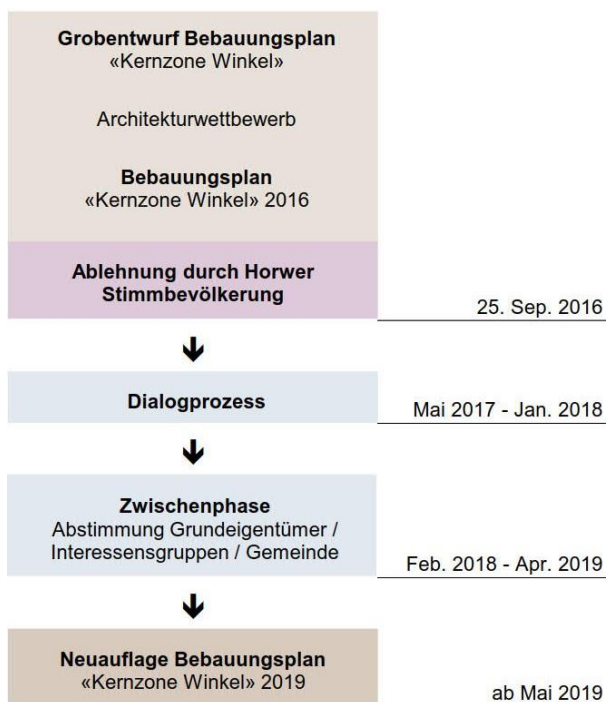 Grobentwurf Bebauungsplan
«Kernzone Winkel»
Architekturwettbewerb
Bebauungsplan
«Kernzone Winkel» 2016
Ablehnung durch Horwer
Stimmbevölkerung
25. Sep. 2016
Dialogprozess
Mai 2017 - Jan. 2018
Zwischenphase
Abstimmung Grundeigentümer /
Interessensgruppen / Gemeinde
Feb. 2018 - Apr. 2019
Neuauflage Bebauungsplan
«Kernzone Winkel» 2019
ab Mai 2019